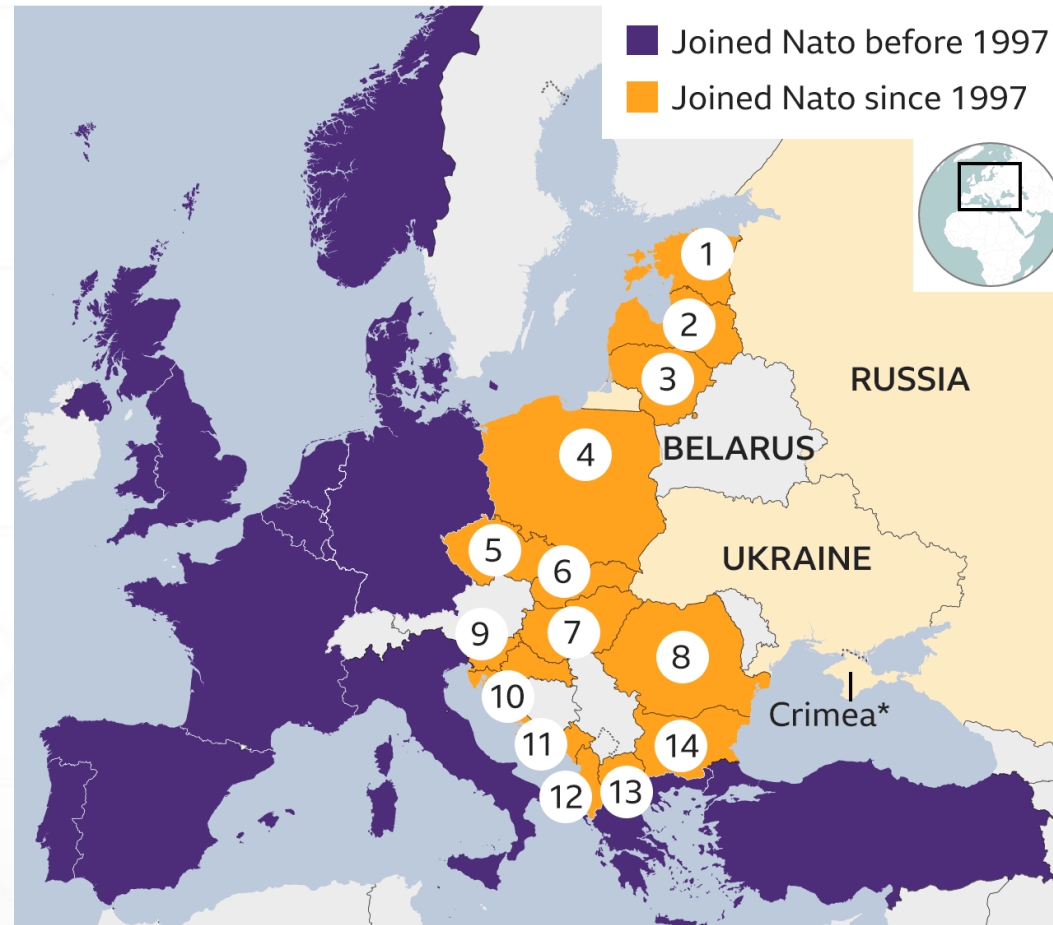 Joined Nato before 1997
Joined Nato since 1997
1
2
3
RUSSIA
BELARUS
4
5
UKRAINE
6
7
9
8
10
Crimea*
11
14
12
13